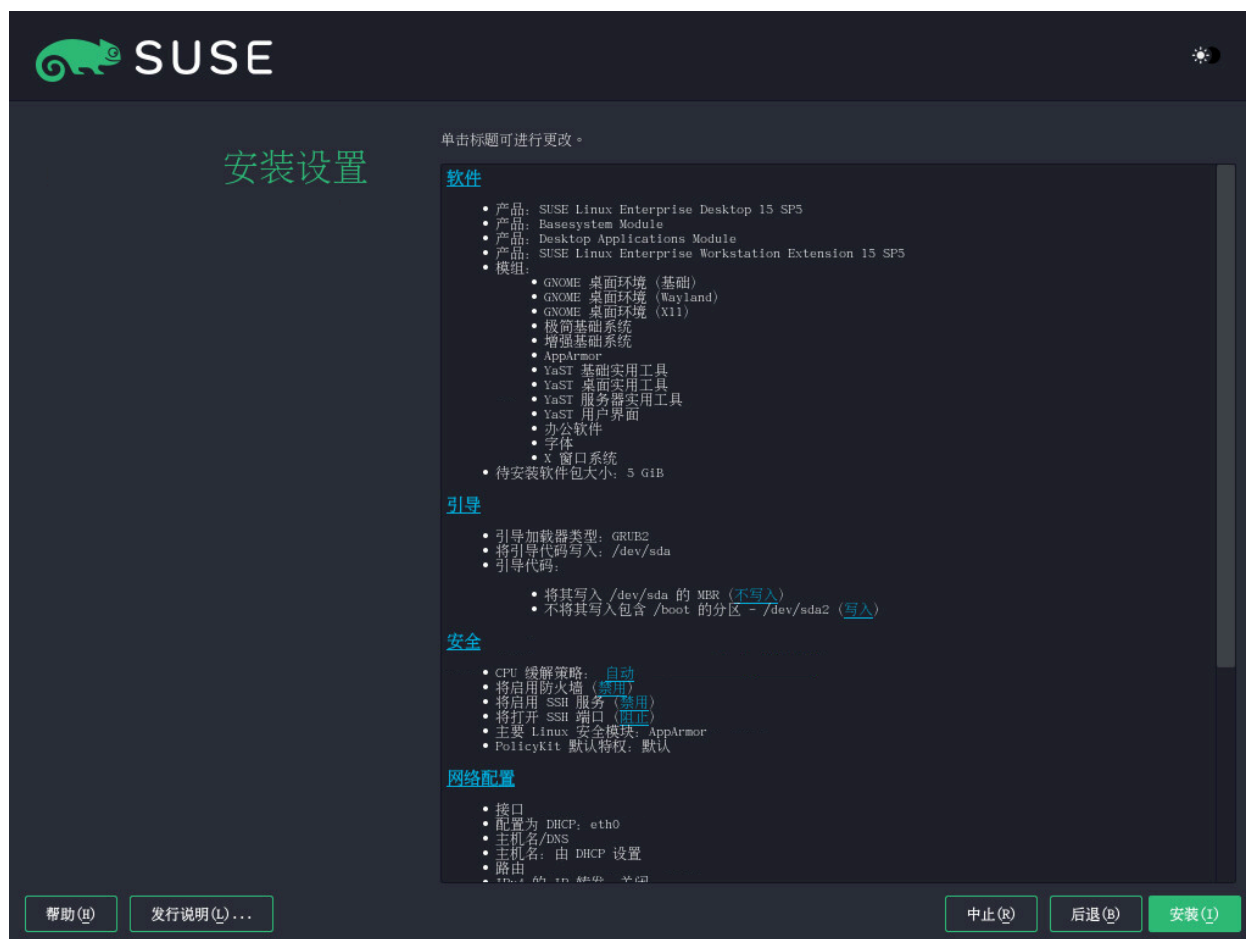 SUSE
安装设置
单击标题可进行更改。
软件
• 产品: SUSE Linux Enterprise Desktop 15 SP5
• 产品: Basesystem Module
• 产品: Desktop Applications Module
• 产品: SUSE Linux Enterprise Workstation Extension 15 SP5
• 模组:
• GNOME 桌面环境 (基础)
• GNOME 桌面环境 (Wayland)
• GNOME 桌面环境 (X11)
• 极简基础系统
• 增强基础系统
• AppArmor
• YaST 基础实用工具
• YaST 桌面实用工具
• YaST 服务器实用工具
• YaST 用户界面
• 办公软件
• 字体
• X 窗口系统
• 待安装软件包大小: 5 GiB
引导
• 引导加载器类型: GRUB2
• 将引导代码写入: /dev/sda
• 引导代码:
• 将其写入 /dev/sda 的 MBR (不写入)
• 不将其写入包含 /boot 的分区 - /dev/sda2 (写入)
安全
• CPU 缓解策略: 自动
• 将启用防火墙 (禁用)
• 将启用 SSH 服务 (禁用)
• 将打开 SSH 端口 (阻止)
• 主要 Linux 安全模块: AppArmor
• PolicyKit 默认特权: 默认
网络配置
• 接口
• 配置为 DHCP: eth0
• 主机名/DNS
• 主机名: 由 DHCP 设置
• 路由
帮助(H) 发行说明(L)... 中止(R) 后退(B) 安装(I)